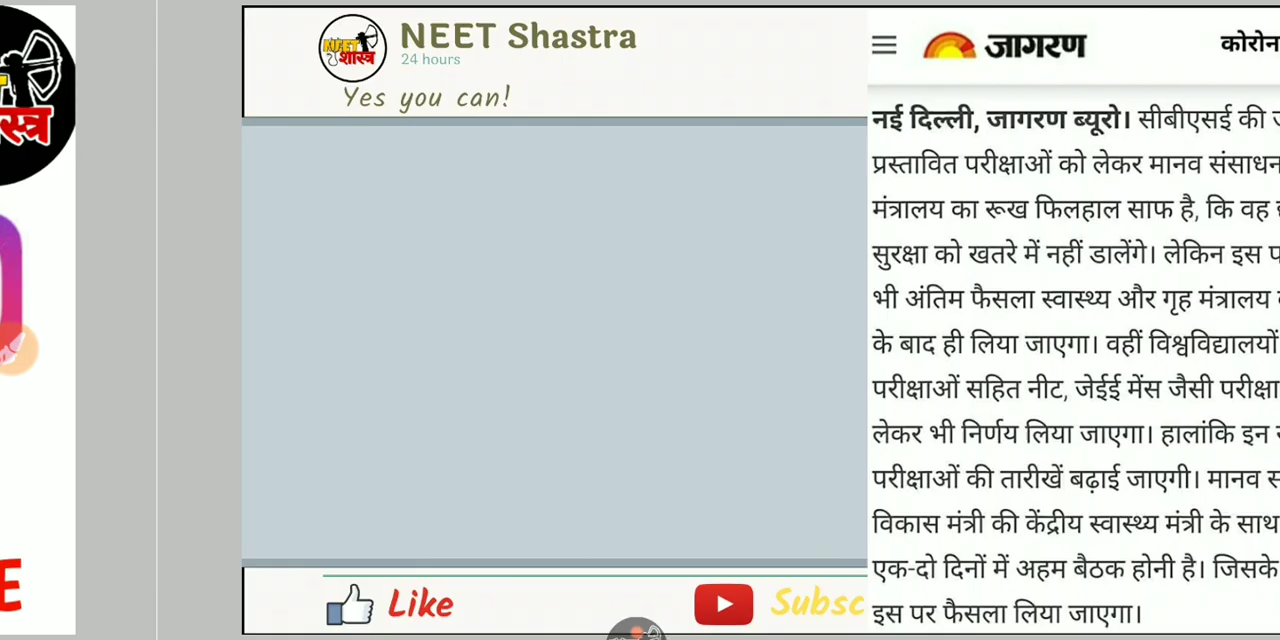 स्त्र
E
NEET
शास्त्र
NEET Shastra
24 hours
Yes you can!
Like
Subsc
जागरण
कोरोन
नई दिल्ली, जागरण ब्यूरो। सीबीएसई की
प्रस्तावित परीक्षाओं को लेकर मानव संसाधन
मंत्रालय का रूख फिलहाल साफ है, कि वह
सुरक्षा को खतरे में नहीं डालेंगे। लेकिन इस
भी अंतिम फैसला स्वास्थ्य और गृह मंत्रालय
के बाद ही लिया जाएगा। वहीं विश्वविद्यालयों
परीक्षाओं सहित नीट, जेईई मेंस जैसी परीक्षा
लेकर भी निर्णय लिया जाएगा। हालांकि इन
परीक्षाओं की तारीखें बढ़ाई जाएगी। मानव
विकास मंत्री की केंद्रीय स्वास्थ्य मंत्री के साथ
एक-दो दिनों में अहम बैठक होनी है। जिसके
इस पर फैसला लिया जाएगा।